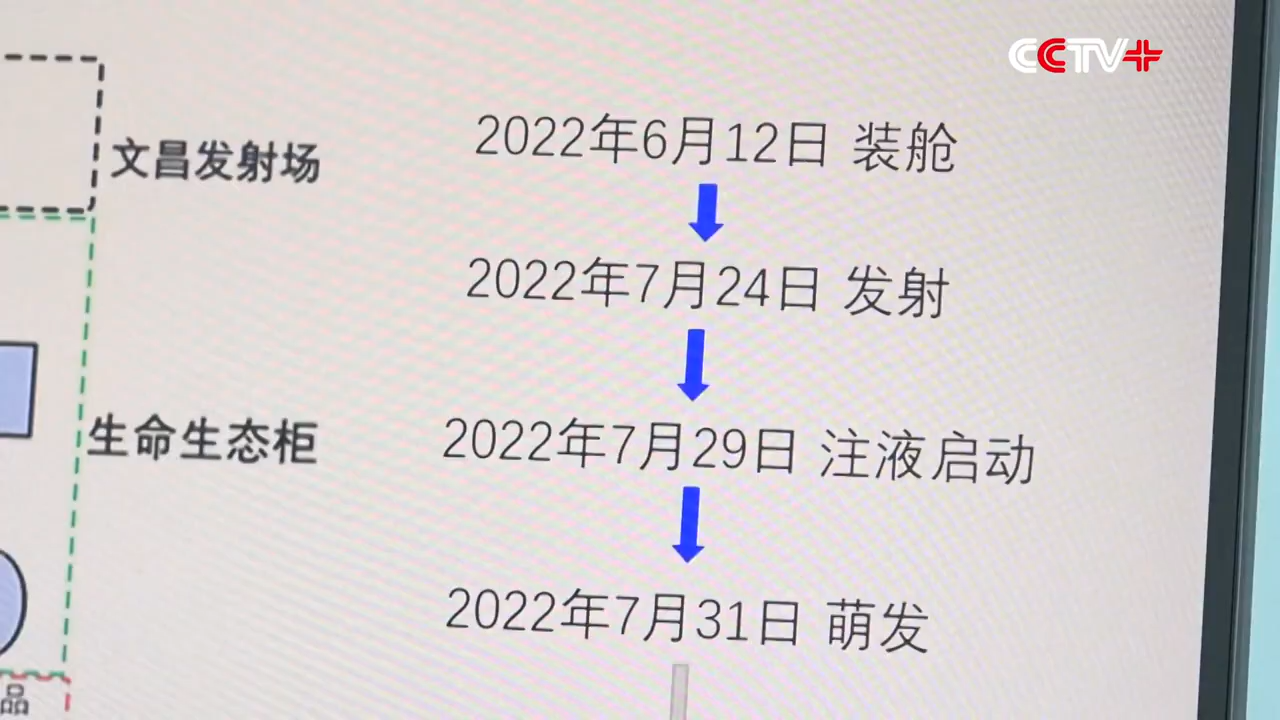 CCTV+
2022年6月12日 装舱
文昌发射场
2022年7月24日 发射
2022年7月29日 注液启动
生命生态柜
2022年7月31日 萌发
品